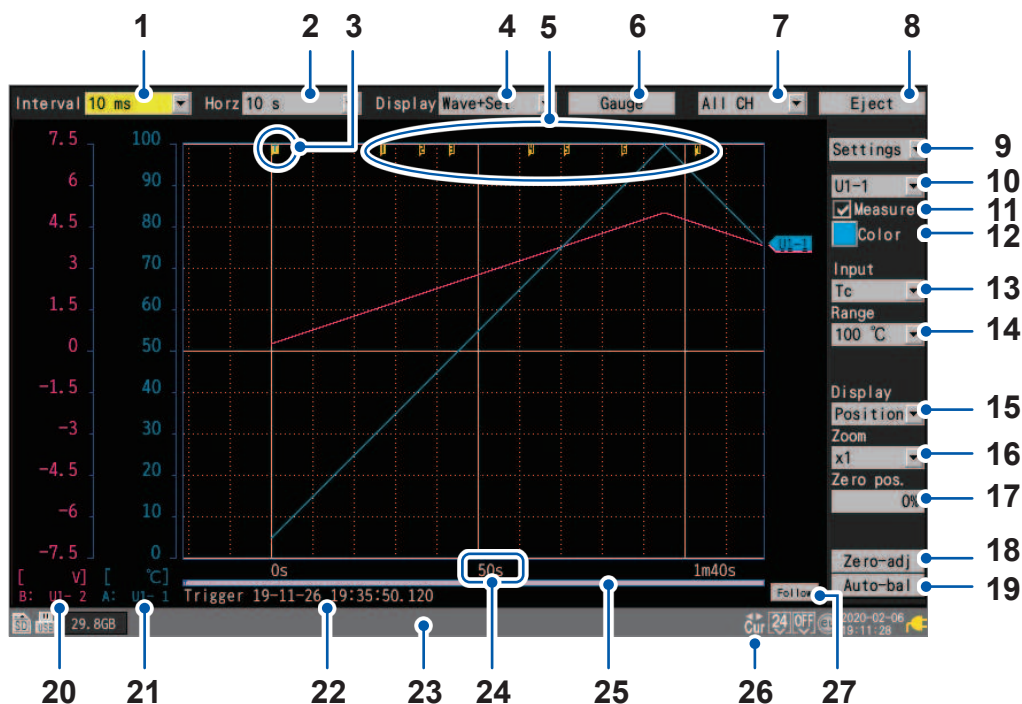 1 2 3 4 5 6 7 8
Interval 10 ms Horz 10 s Display Wave+Set Gauge All CH Eject
7.5 100 Settings 9
6 90 U1-1 10
Measure 11
4.5 80 Color 12
U1-1
3 70 Input
Tc 13
1.5 60 Range
100 °C 14
0 50
-1.5 40 Display
Position 15
-3 30 Zoom
x1 16
-4.5 20 Zero pos.
0% 17
-6 10
-7.5 0 Zero-adj 18
[ V] [ °C] 0s 50s 1m40s
B: U1- 2 A: U1- 1 Trigger 19-11-26 19:35:50.120 Follow Auto-bal 19
SD USB 29.8GB Cur 24 OFF 2020-02-06
19:11:28
20 21 22 23 24 25 26 27